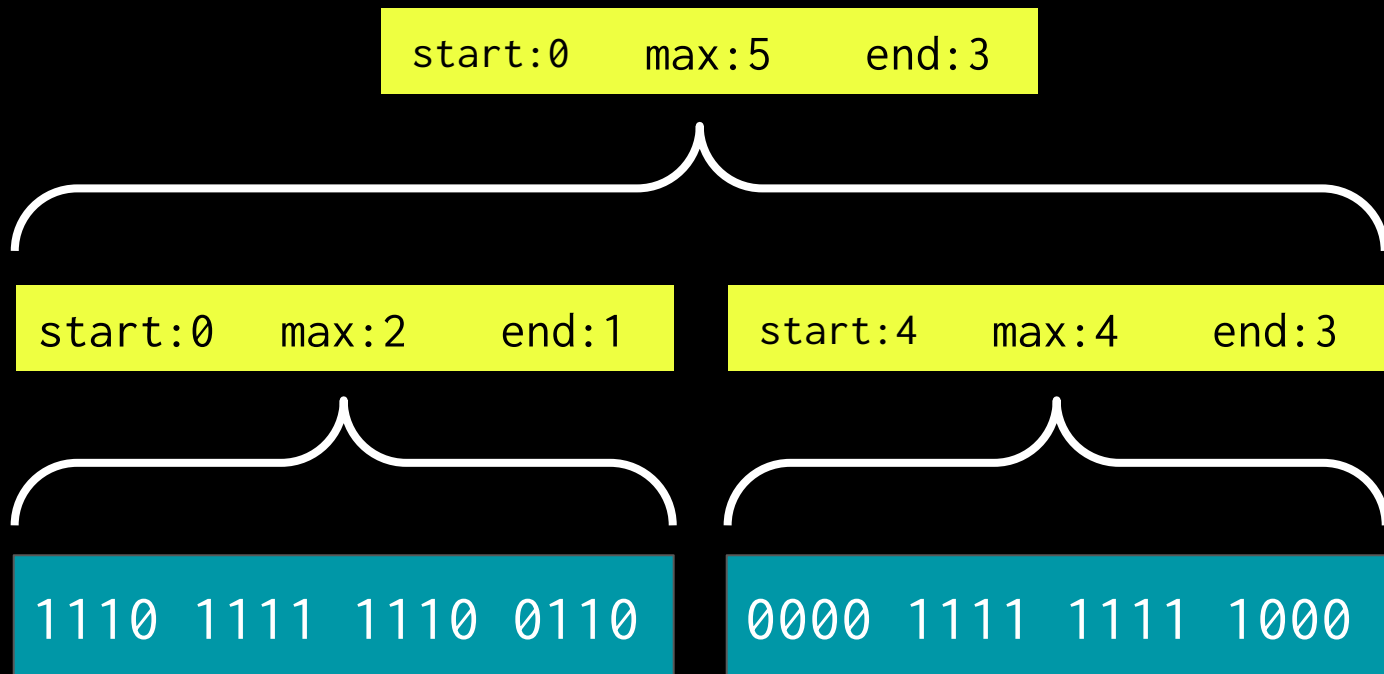 start:0 max:5 end:3
start:0 max:2 end:1 start:4 max:4 end:3
1110 1111 1110 0110 0000 1111 1111 1000